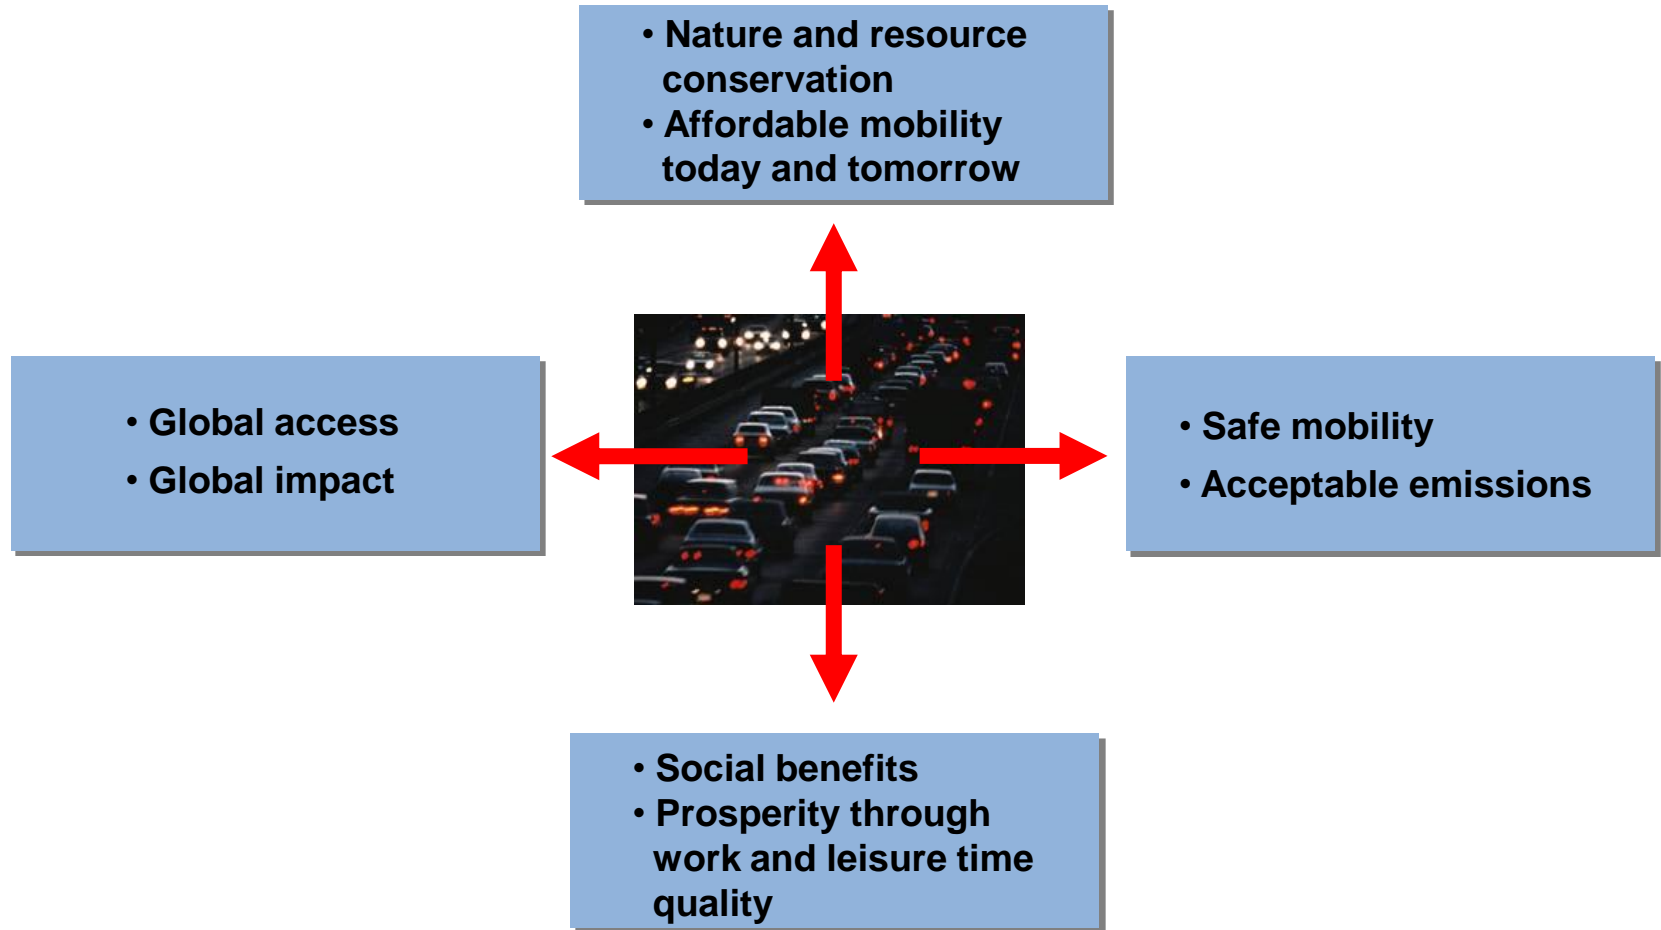 • Nature and resource
conservation
• Affordable mobility
today and tomorrow
• Global access
• Global impact
• Safe mobility
• Acceptable emissions
• Social benefits
• Prosperity through
work and leisure time
quality